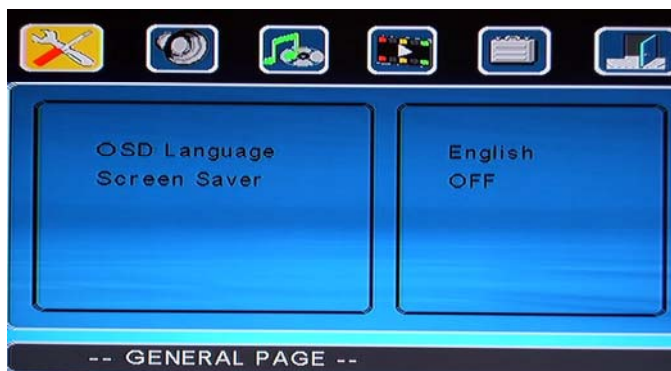 OSD Language English
Screen Saver OFF
-- GENERAL PAGE --